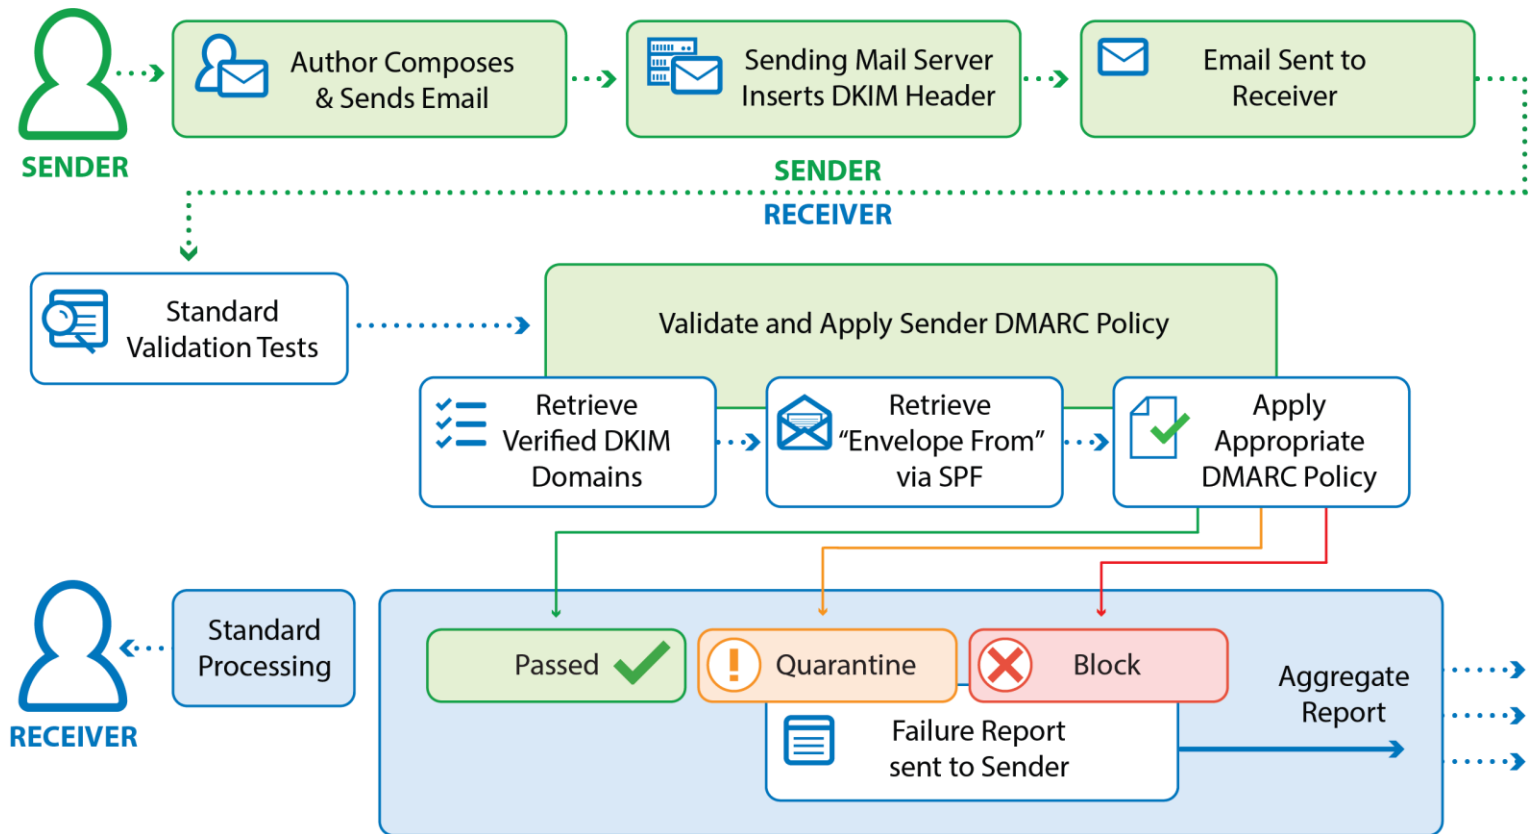 Author Composes
& Sends Email
Sending Mail Server
Inserts DKIM Header
Email Sent to
Receiver
SENDER
SENDER
RECEIVER
Standard
Validation Tests
Validate and Apply Sender DMARC Policy
Retrieve
Verified DKIM
Domains
Retrieve
“Envelope From”
via SPF
Apply
Appropriate
DMARC Policy
Standard
Processing
RECEIVER
Passed
Quarantine
Block
Failure Report
sent to Sender
Aggregate
Report